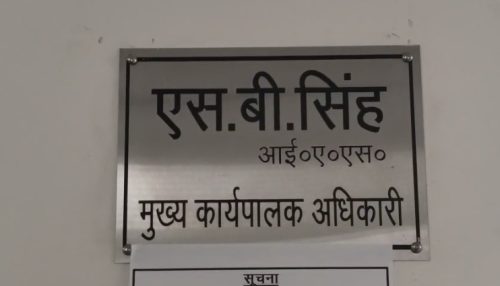 एस.बी.सिंह
आई०ए०एस०
मुख्य कार्यपालक अधिकारी
सूचना